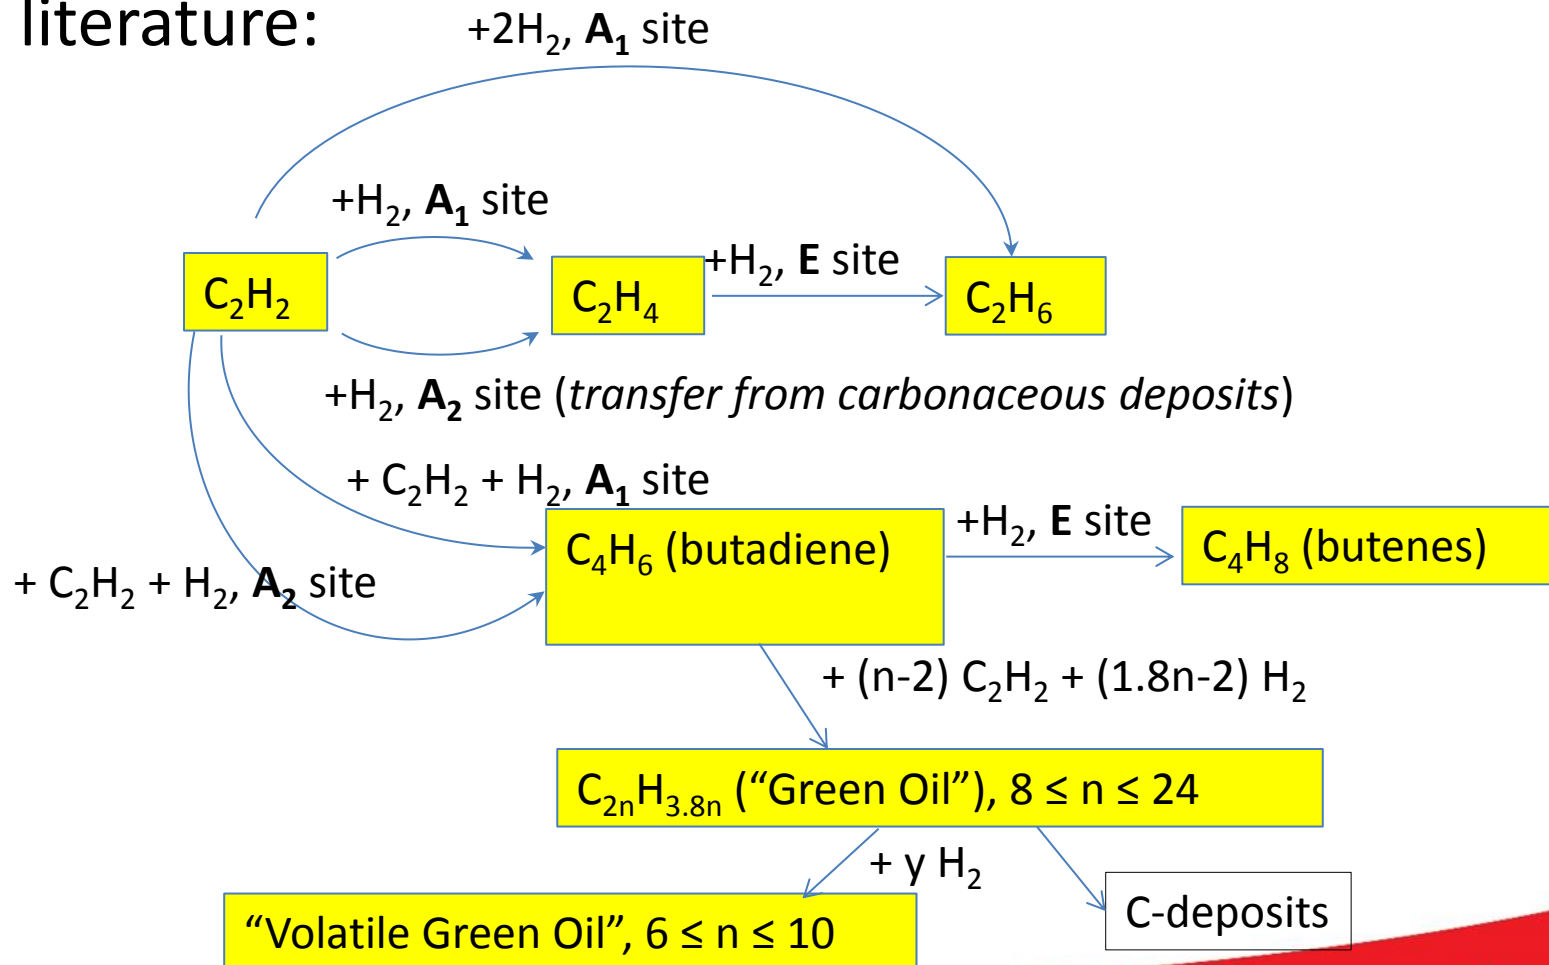 literature:
+2H₂, A₁ site
+H₂, A₁ site
C₂H₂
C₂H₄
+H₂, E site
C₂H₆
+H₂, A₂ site (transfer from carbonaceous deposits)
+ C₂H₂ + H₂, A₁ site
C₄H₆ (butadiene)
+H₂, E site
C₄H₈ (butenes)
+ C₂H₂ + H₂, A₂ site
+ (n-2) C₂H₂ + (1.8n-2) H₂
C₂ₙH₃.₈ₙ (“Green Oil”), 8 ≤ n ≤ 24
+ y H₂
“Volatile Green Oil”, 6 ≤ n ≤ 10
C-deposits